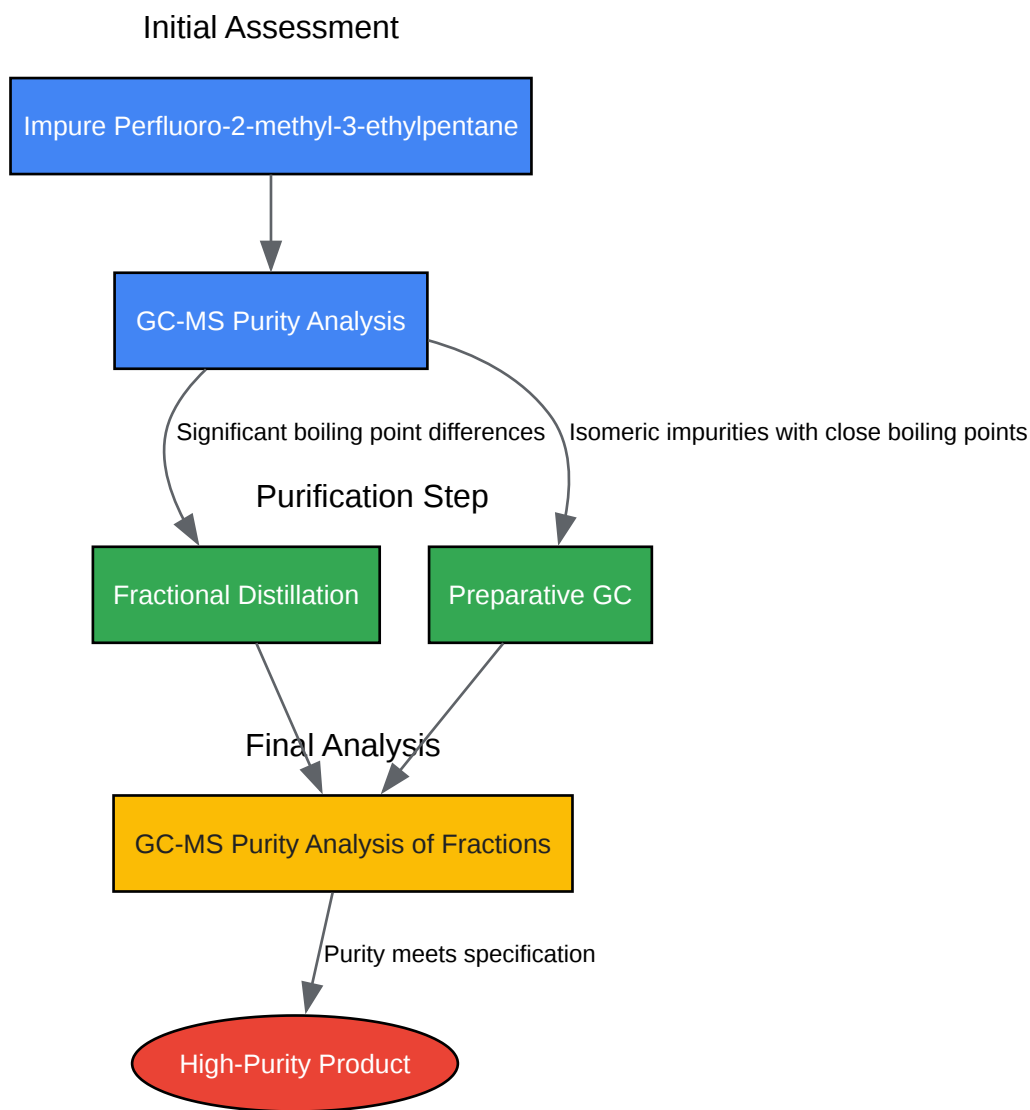 Initial Assessment
Impure Perfluoro-2-methyl-3-ethylpentane
GC-MS Purity Analysis
Significant boiling point differences
Isomeric impurities with close boiling points
Purification Step
Fractional Distillation
Preparative GC
Final Analysis
GC-MS Purity Analysis of Fractions
Purity meets specification
High-Purity Product